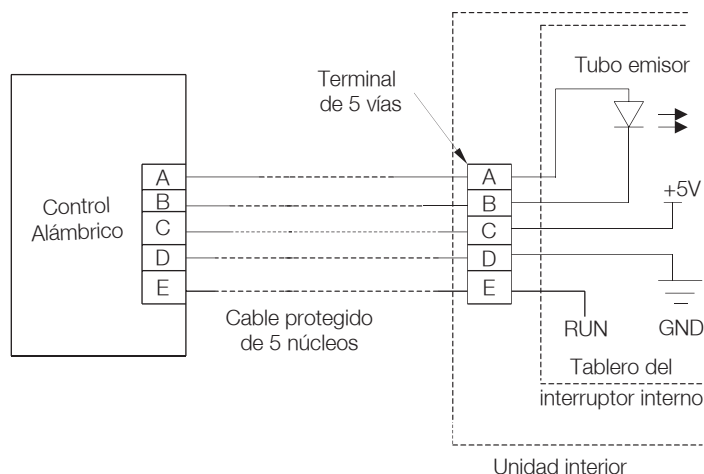 Tubo emisor
Terminal
de 5 vías
A
B
C
D
E
Control
Alámbrico
A
B
C
D
E
+5V
Cable protegido
de 5 núcleos
RUN
GND
Tablero del
interruptor interno
Unidad interior